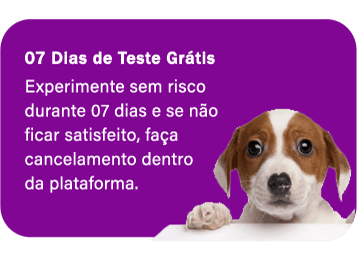 07 Dias de Teste Grátis
Experimente sem risco
durante 07 dias e se não
ficar satisfeito, faça
cancelamento dentro
da plataforma.